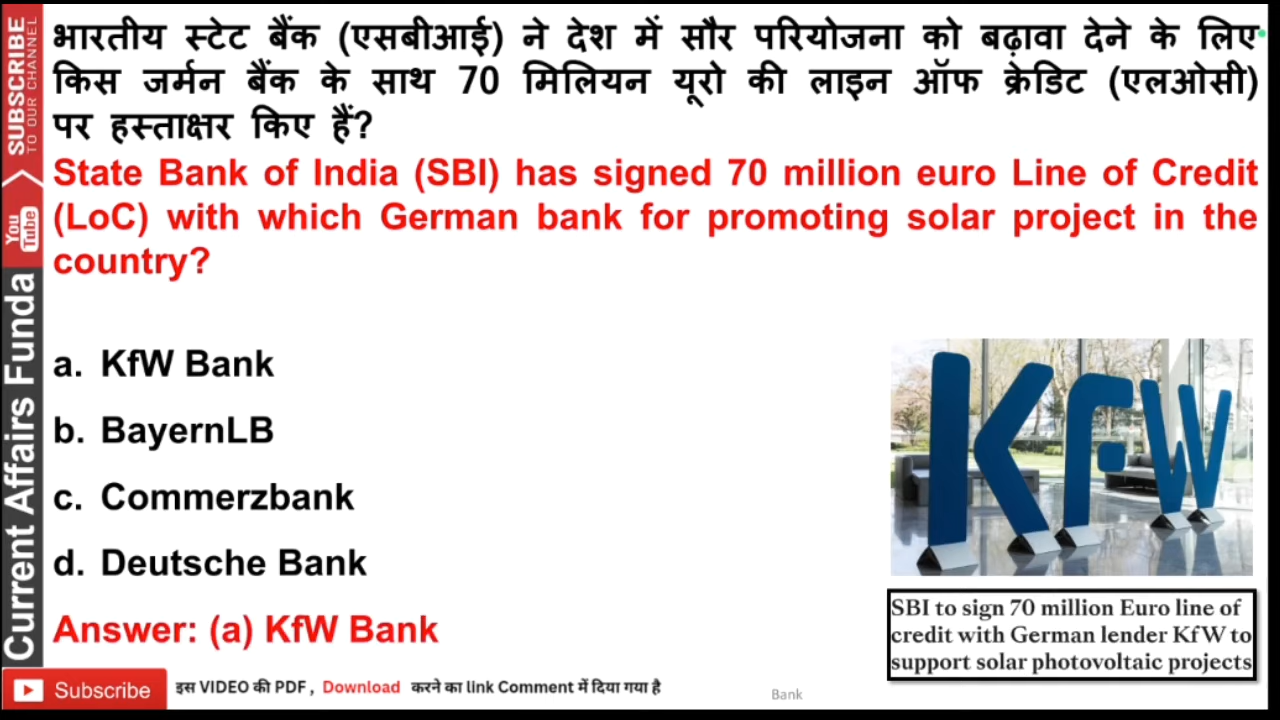 भारतीय स्टेट बैंक (एसबीआई) ने देश में सौर परियोजना को बढ़ावा देने के लिए
किस जर्मन बैंक के साथ 70 मिलियन यूरो की लाइन ऑफ क्रेडिट (एलओसी)
पर हस्ताक्षर किए हैं?
State Bank of India (SBI) has signed 70 million euro Line of Credit
(LoC) with which German bank for promoting solar project in the
country?
a. KfW Bank
b. BayernLB
c. Commerzbank
d. Deutsche Bank
Answer: (a) KfW Bank
KfW
SBI to sign 70 million Euro line of
credit with German lender KfW to
support solar photovoltaic projects
SUBSCRIBE
TO OUR CHANNEL
You
Tube
Current Affairs Funda
Subscribe
इस VIDEO की PDF , Download करने का link Comment में दिया गया है
Bank